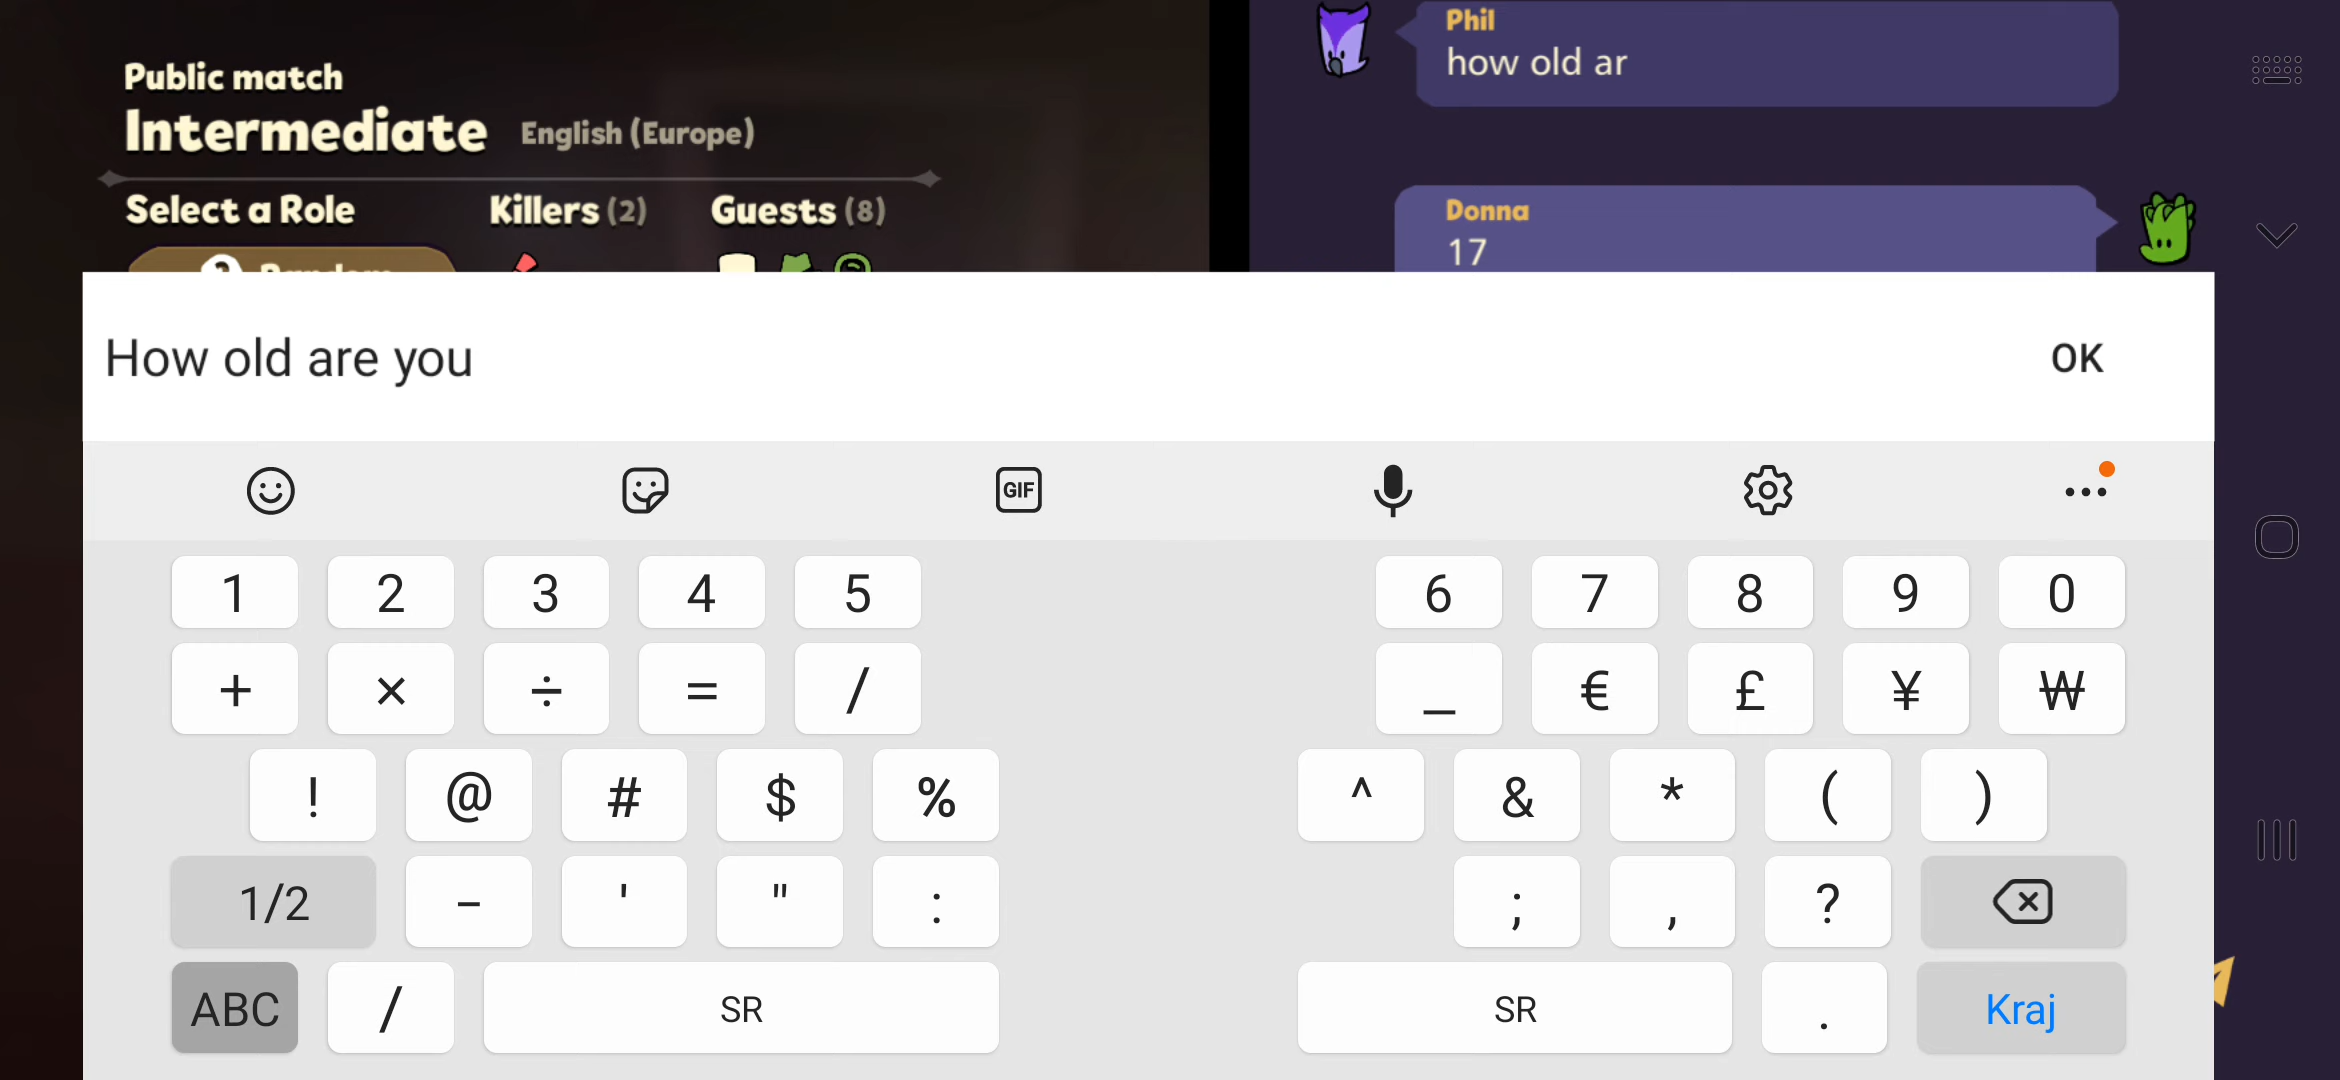 Public match
Intermediate English (Europe)
Select a Role Killers (2) Guests (8)
Phil
how old ar
Donna
17
How old are you
OK
GIF
1 2 3 4 5 6 7 8 9 0
+ × ÷ = / _ € £ ¥ ₩
! @ # $ % ^ & * ( )
1/2 - ' " : ; , ?
ABC / SR SR . Kraj